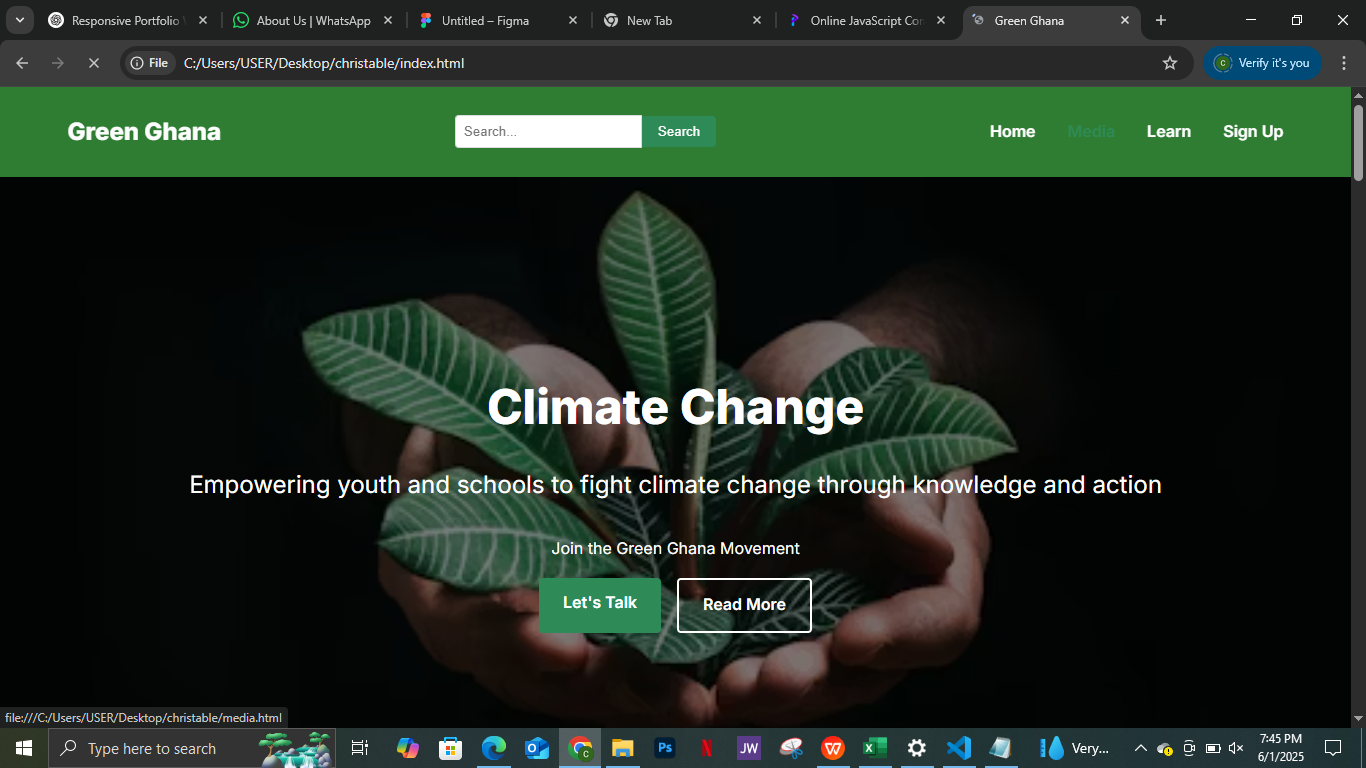 Responsive Portfolio
About Us | WhatsApp
Untitled – Figma
New Tab
Online JavaScript Con
Green Ghana
File
C:/Users/USER/Desktop/christable/index.html
C
Verify it's you
Green Ghana
Search...
Search
Home
Media
Learn
Sign Up
Climate Change
Empowering youth and schools to fight climate change through knowledge and action
Join the Green Ghana Movement
Let's Talk
Read More
file:///C:/Users/USER/Desktop/christable/media.html
Type here to search
C
Ps
N
JW
W
Very...
7:45 PM
6/1/2025